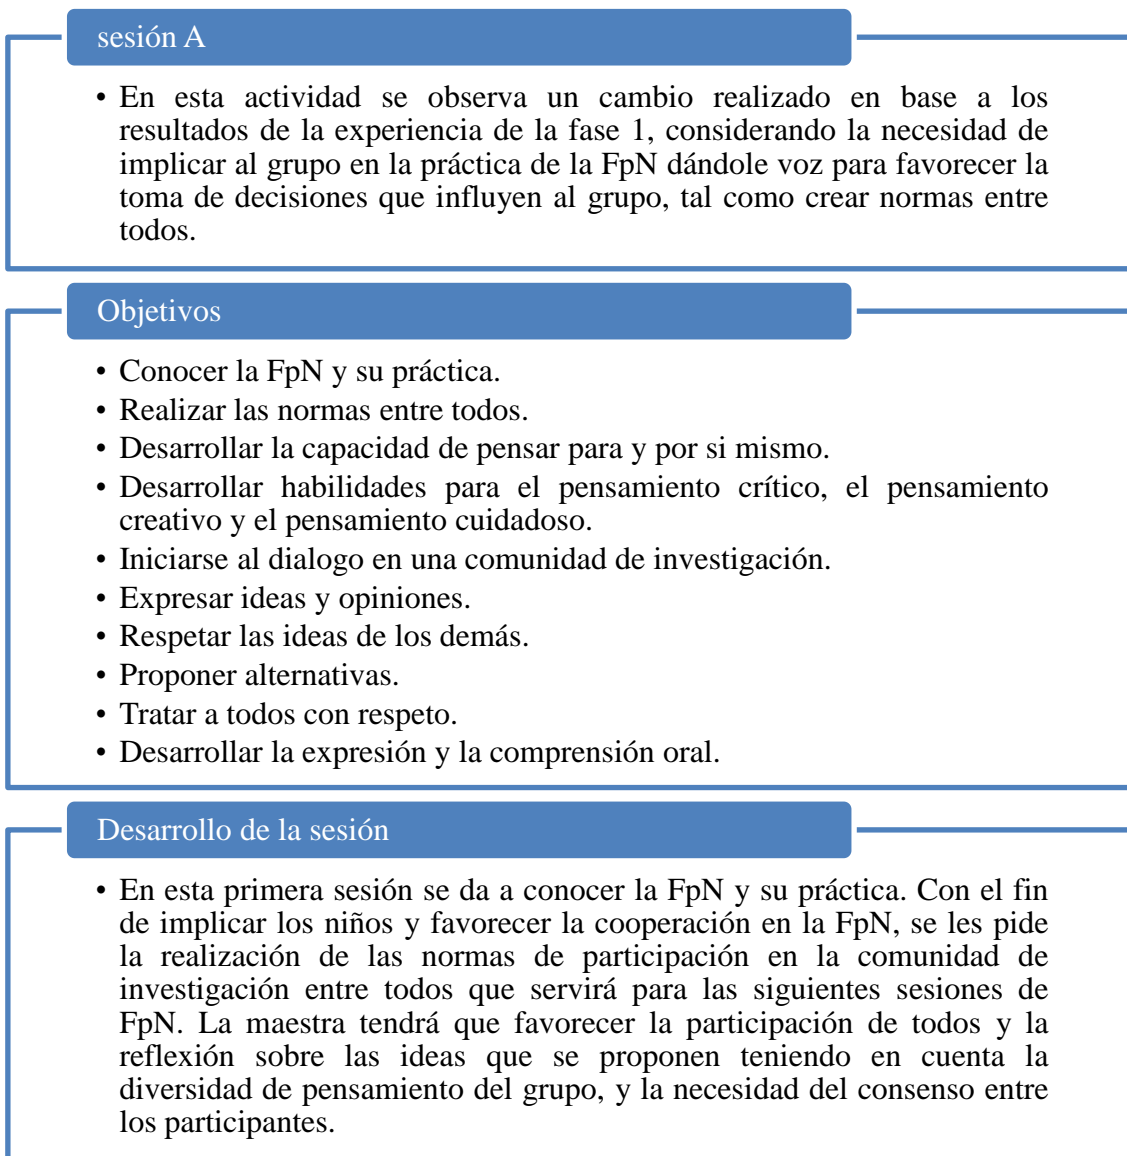 sesión A
• En esta actividad se observa un cambio realizado en base a los
resultados de la experiencia de la fase 1, considerando la necesidad de
implicar al grupo en la práctica de la FpN dándole voz para favorecer la
toma de decisiones que influyen al grupo, tal como crear normas entre
todos.
Objetivos
• Conocer la FpN y su práctica.
• Realizar las normas entre todos.
• Desarrollar la capacidad de pensar para y por si mismo.
• Desarrollar habilidades para el pensamiento crítico, el pensamiento
creativo y el pensamiento cuidadoso.
• Iniciarse al dialogo en una comunidad de investigación.
• Expresar ideas y opiniones.
• Respetar las ideas de los demás.
• Proponer alternativas.
• Tratar a todos con respeto.
• Desarrollar la expresión y la comprensión oral.
Desarrollo de la sesión
• En esta primera sesión se da a conocer la FpN y su práctica. Con el fin
de implicar los niños y favorecer la cooperación en la FpN, se les pide
la realización de las normas de participación en la comunidad de
investigación entre todos que servirá para las siguientes sesiones de
FpN. La maestra tendrá que favorecer la participación de todos y la
reflexión sobre las ideas que se proponen teniendo en cuenta la
diversidad de pensamiento del grupo, y la necesidad del consenso entre
los participantes.